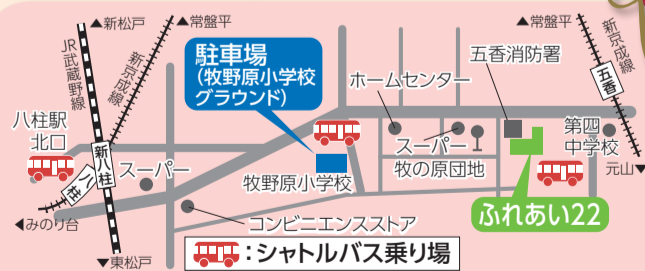 ▲新松戸
▲常盤平
▲常盤平
JR武蔵野線
新京成線
駐車場
(牧野原小学校
グラウンド)
ホームセンター
五香消防署
新京成線
五香
八柱駅
北口
新八柱
八柱
スーパー
牧野原小学校
スーパー
牧の原団地
第四
中学校
元山▼
◀みのり台
コンビニエンスストア
ふれあい22
▼東松戸
:シャトルバス乗り場